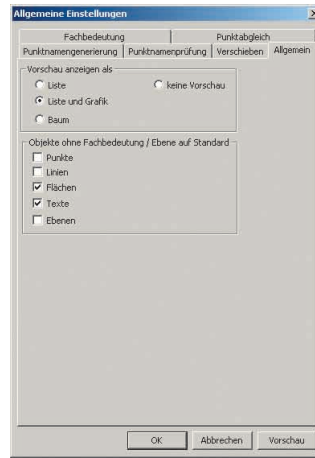 Allgemeine Einstellungen
Fachbedeutung Punktabgleich
Punktnamengenerierung Punktnamenprüfung Verschieben Allgemein
Vorschau anzeigen als
Liste keine Vorschau
Liste und Grafik
Baum
Objekte ohne Fachbedeutung / Ebene auf Standard
Punkte
Linien
Flächen
Texte
Ebenen
OK Abbrechen Vorschau